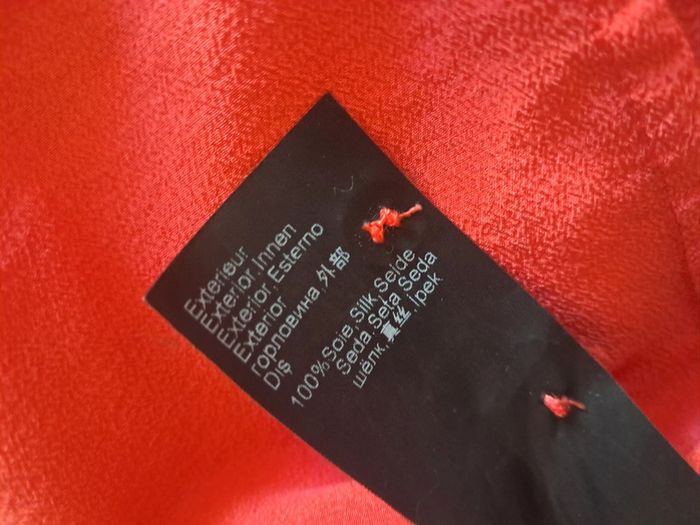 Exterieur
Exterior, Innen
Exterior, Esterno
Exterior
горловина, 外部
Dış
100% Soie, Silk, Seide
Seda, Seta, Seda
шёлк, 真丝, İpek